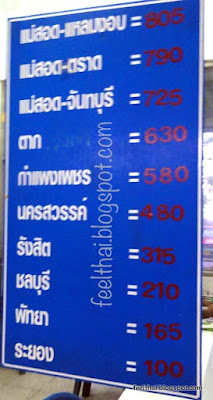 แม่สอด-แหลมงอบ = 805
แม่สอด-ตราด = 790
แม่สอด-จันทบุรี = 725
ตาก = 630
กำแพงเพชร = 580
นครสวรรค์ = 480
รังสิต = 315
ชลบุรี = 210
พัทยา = 165
ระยอง = 100
feelthai.blogspot.com
feelthai.blogspot.com